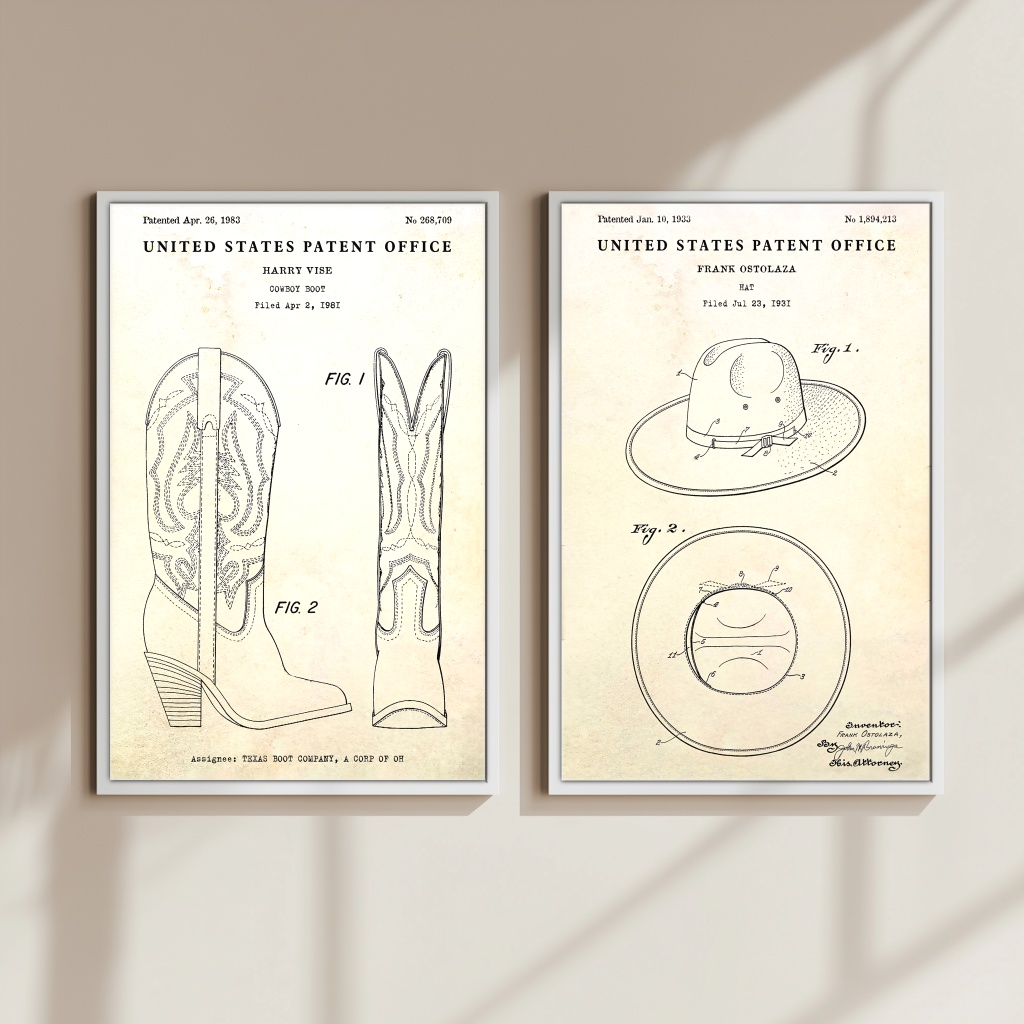 Patented Apr. 26, 1983
No 268,709
UNITED STATES PATENT OFFICE
HARRY VISE
COWBOY BOOT
Filed Apr 2, 1981
FIG. 1
FIG. 2
Assignee: TEXAS BOOT COMPANY, A CORP OF OH
Patented Jan. 10, 1933
No 1,894,213
UNITED STATES PATENT OFFICE
FRANK OSTOLAZA
HAT
Filed Jul 23, 1931
Fig. 1.
Fig. 2.
Inventor:
FRANK OSTOLAZA,
By
His Attorney.